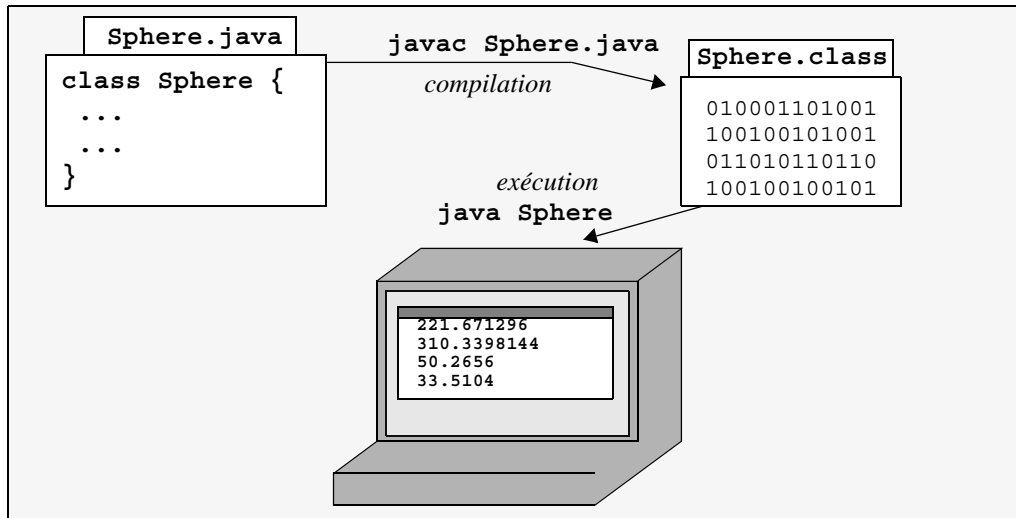 Sphere.java
class Sphere {
...
...
}
javac Sphere.java
compilation
Sphere.class
010001101001
100100101001
011010110110
100100100101
exécution
java Sphere
221.671296
310.3398144
50.2656
33.5104